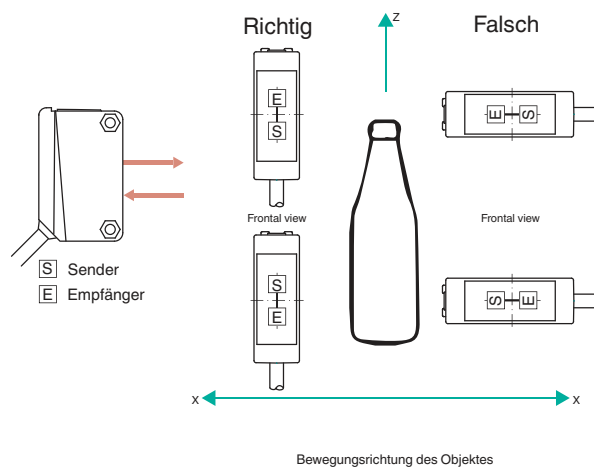 Richtig
Z
Falsch
E
S
E
S
Frontal view
Frontal view
S Sender
E Empfänger
S
E
S
E
x
x
Bewegungsrichtung des Objektes